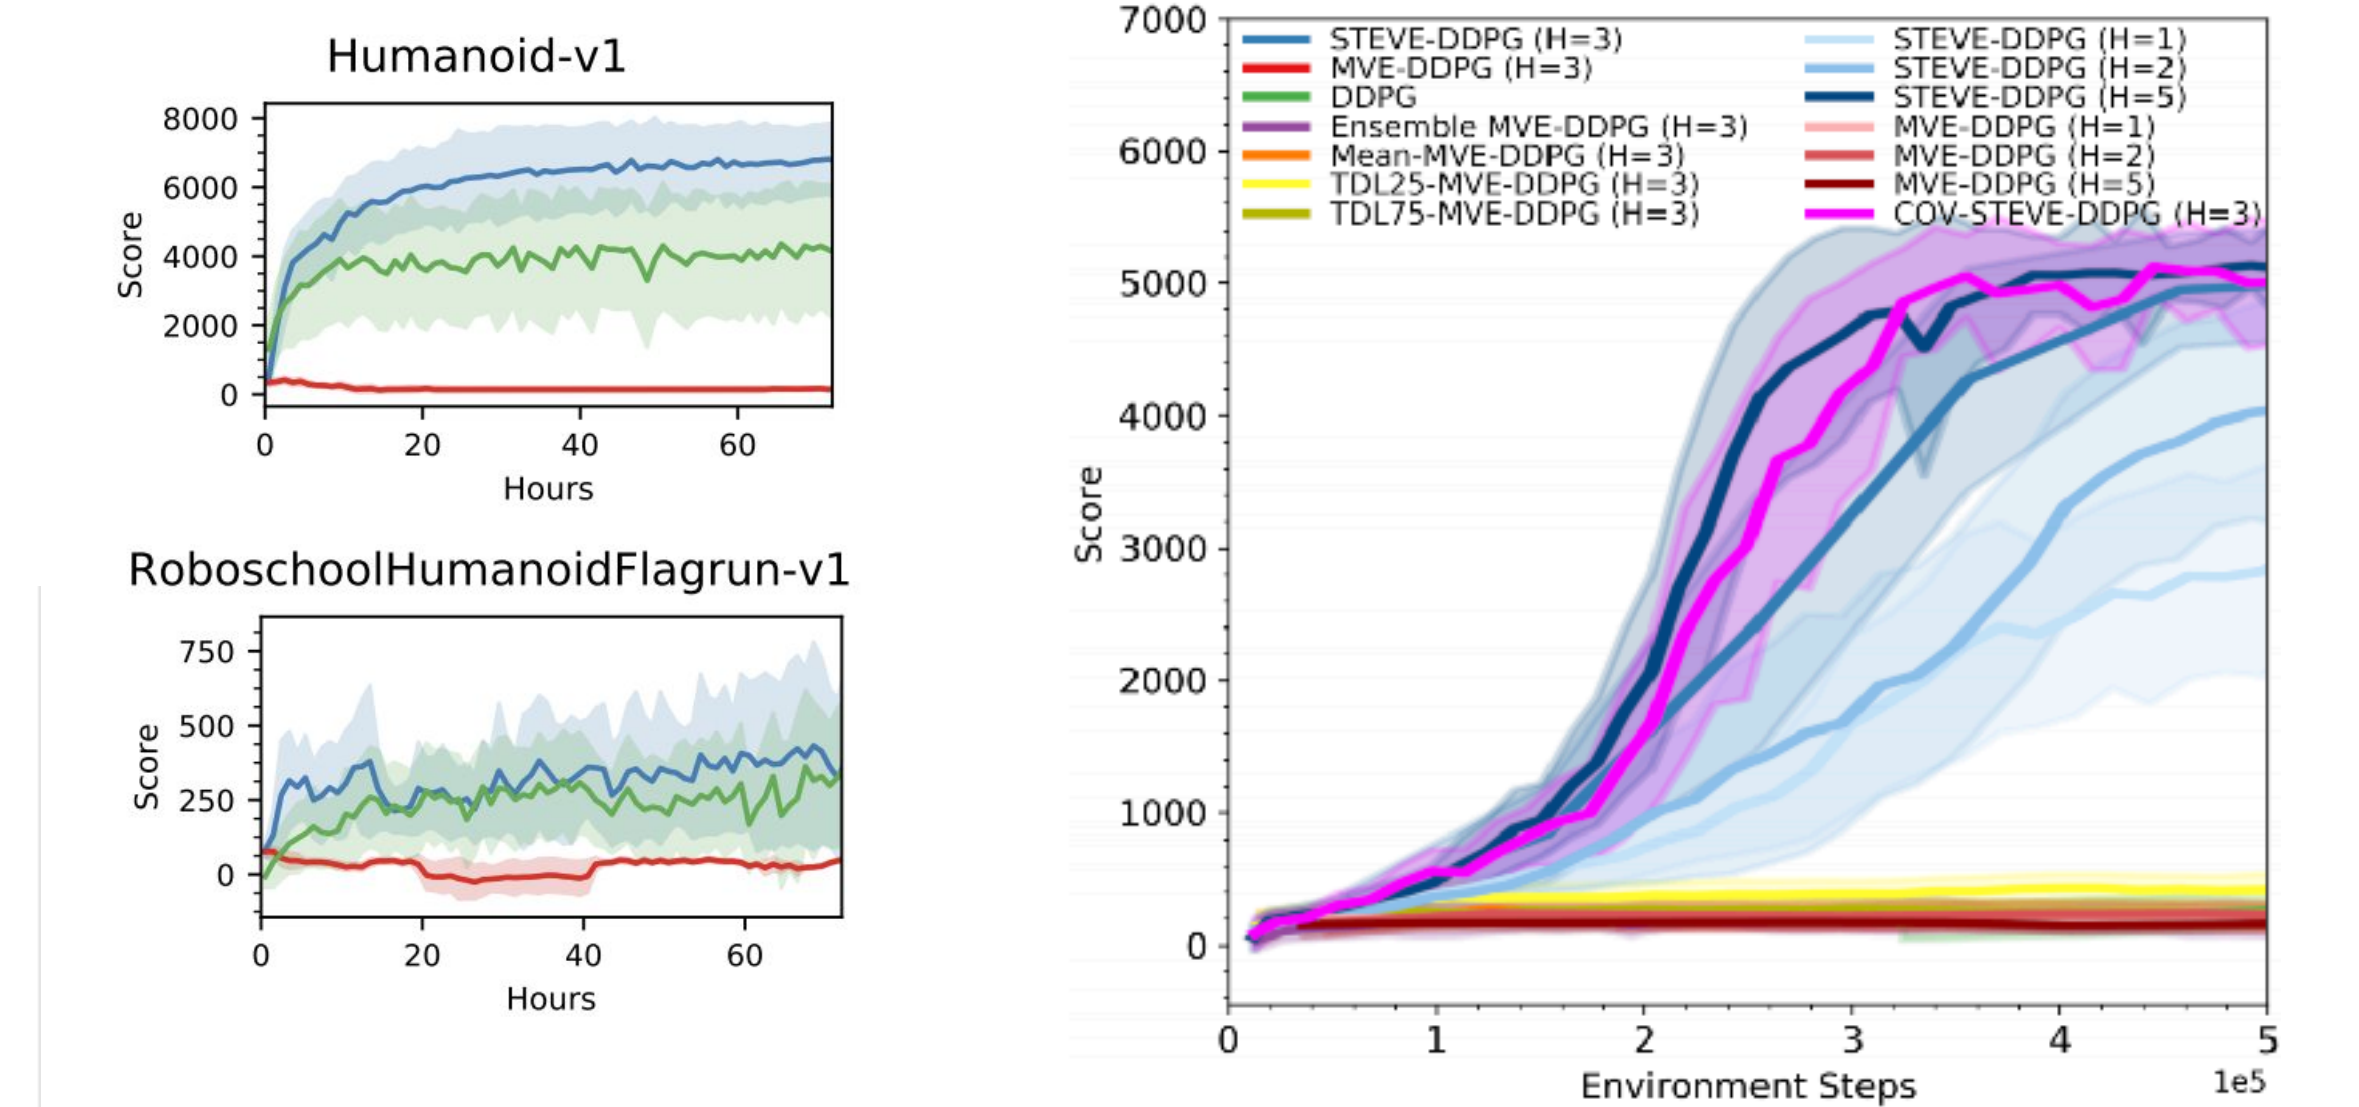 Humanoid-v1
8000
6000
4000
2000
0
Score
0 20 40 60
Hours
RoboschoolHumanoidFlagrun-v1
750
500
250
0
Score
0 20 40 60
Hours
7000
6000
5000
4000
3000
2000
1000
0
Score
STEVE-DDPG (H=3)
MVE-DDPG (H=3)
DDPG
Ensemble MVE-DDPG (H=3)
Mean-MVE-DDPG (H=3)
TDL25-MVE-DDPG (H=3)
TDL75-MVE-DDPG (H=3)
STEVE-DDPG (H=1)
STEVE-DDPG (H=2)
STEVE-DDPG (H=5)
MVE-DDPG (H=1)
MVE-DDPG (H=2)
MVE-DDPG (H=5)
COV-STEVE-DDPG (H=3)
0 1 2 3 4 5
Environment Steps
1e5